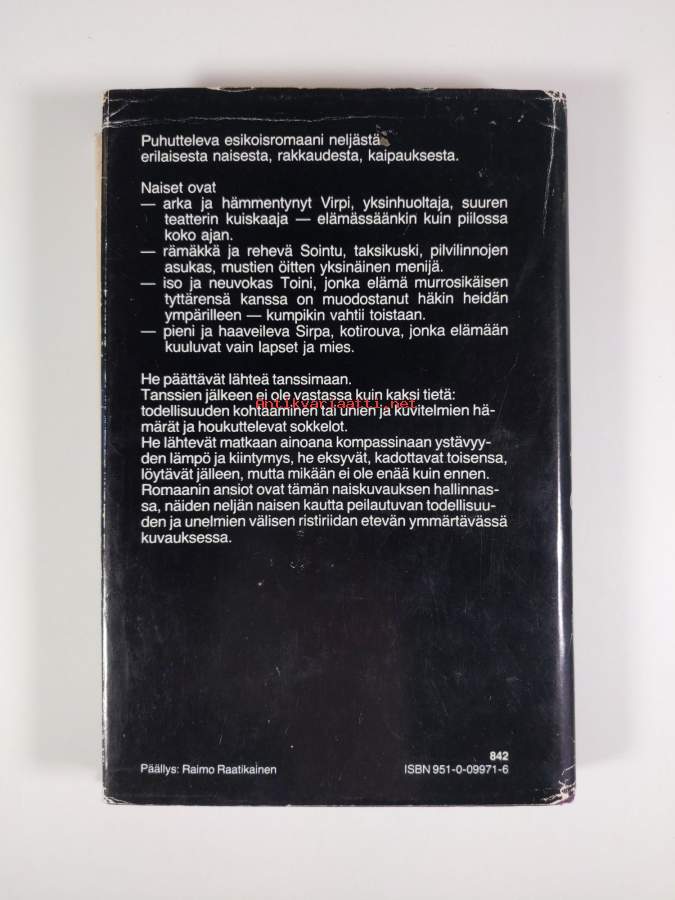 Puhutteleva esikoisromaani neljästä
erilaisesta naisesta, rakkaudesta, kaipauksesta.
Naiset ovat
— arka ja hämmentynyt Virpi, yksinhuoltaja, suuren
teatterin kuiskaaja — elämässäänkin kuin piilossa
koko ajan.
— rämäkkä ja rehevä Sointu, taksikuski, pilvilinnojen
asukas, mustien öitten yksinäinen menijä.
— iso ja neuvokas Toini, jonka elämä murrosikäisen
tyttärensä kanssa on muodostanut häkin heidän
ympärilleen — kumpikin vahtii toistaan.
— pieni ja haaveileva Sirpa, kotirouva, jonka elämään
kuuluvat vain lapset ja mies.
He päättävät lähteä tanssimaan.
Tanssien jälkeen ei ole vastassa kuin kaksi tietä:
Antikvariaatti.net
todellisuuden kohtaaminen tai unien ja kuvitelmien hä-
märät ja houkuttelevat sokkelot.
He lähtevät matkaan ainoana kompassinaan ystävyy-
den lämpö ja kiintymys, he eksyvät, kadottavat toisensa,
löytävät jälleen, mutta mikään ei ole enää kuin ennen.
Romaanin ansiot ovat tämän naiskuvauksen hallinnas-
sa, näiden neljän naisen kautta peilautuvan todellisuu-
den ja unelmien välisen ristiriidan etevän ymmärtävässä
kuvauksessa.
842
Päällys: Raimo Raatikainen ISBN 951-0-09971-6